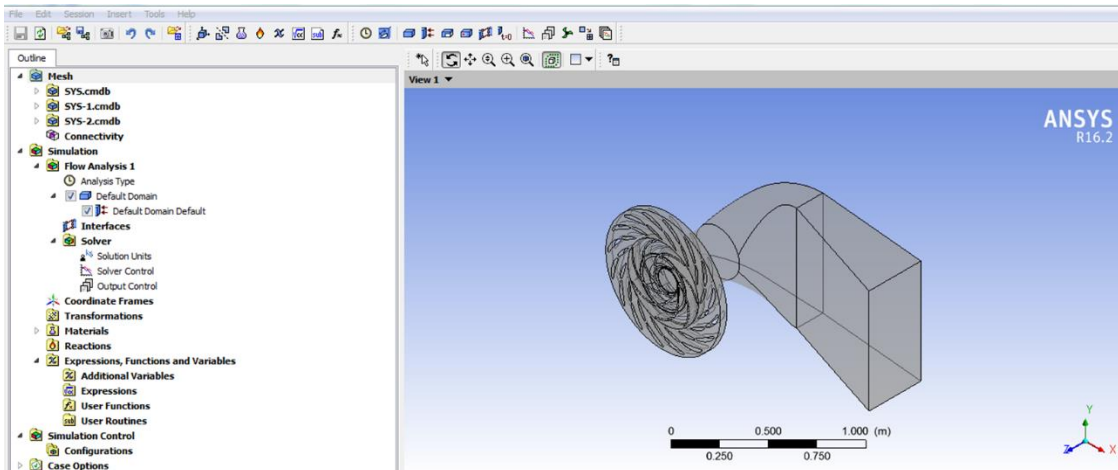 File Edit Session Insert Tools Help
Outline
Mesh
SYS.cmdb
SYS-1.cmdb
SYS-2.cmdb
Connectivity
Simulation
Flow Analysis 1
Analysis Type
Default Domain
Default Domain Default
Interfaces
Solver
Solution Units
Solver Control
Output Control
Coordinate Frames
Transformations
Materials
Reactions
Expressions, Functions and Variables
Additional Variables
Expressions
User Functions
User Routines
Simulation Control
Configurations
Case Options
View 1
ANSYS
R16.2
0 0.500 1.000 (m)
0.250 0.750
Y
Z X